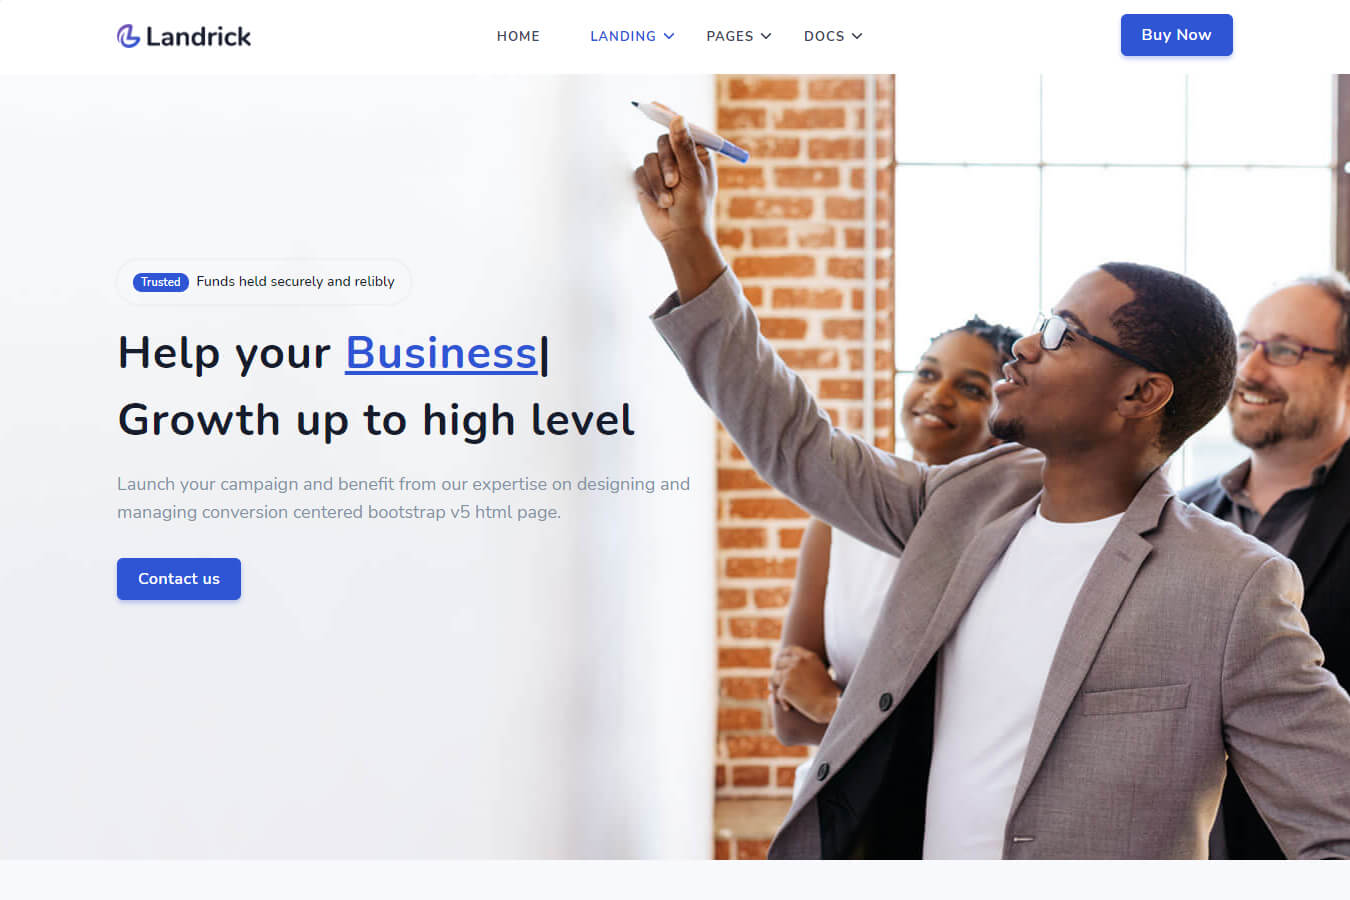 Landrick
HOME
LANDING
PAGES
DOCS
Buy Now
Trusted Funds held securely and relibly
Help your Business|
Growth up to high level
Launch your campaign and benefit from our expertise on designing and
managing conversion centered bootstrap v5 html page.
Contact us